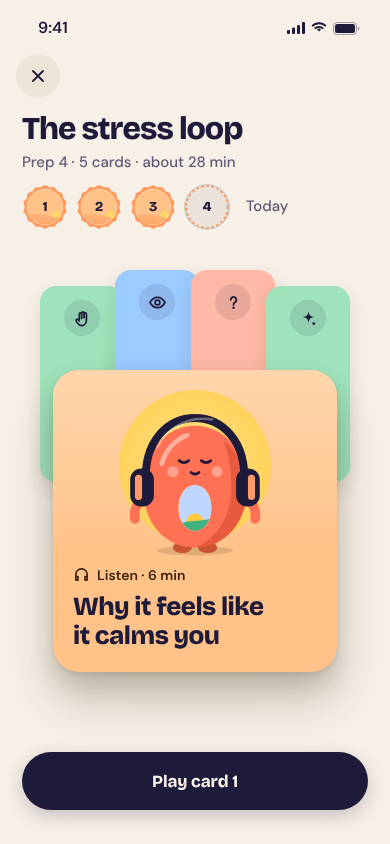 9:41
The stress loop
Prep 4 · 5 cards · about 28 min
1 2 3 4 Today
?
Listen · 6 min
Why it feels like
it calms you
Play card 1